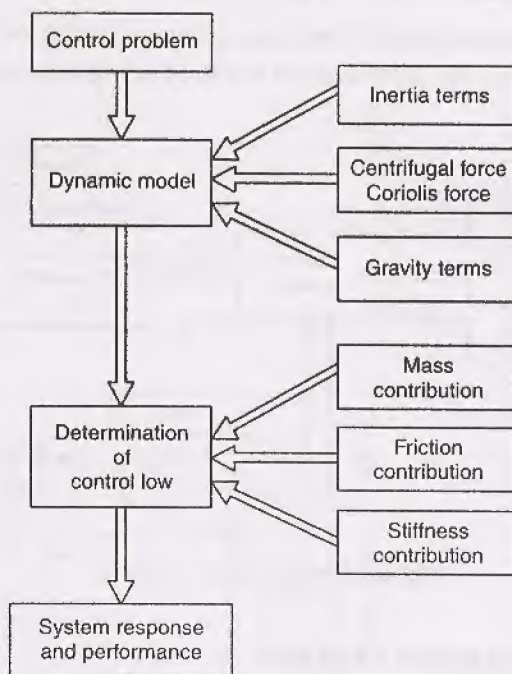 Control problem
Inertia terms
Dynamic model
Centrifugal force
Coriolis force
Gravity terms
Mass
contribution
Determination
of
control low
Friction
contribution
Stiffness
contribution
System response
and performance